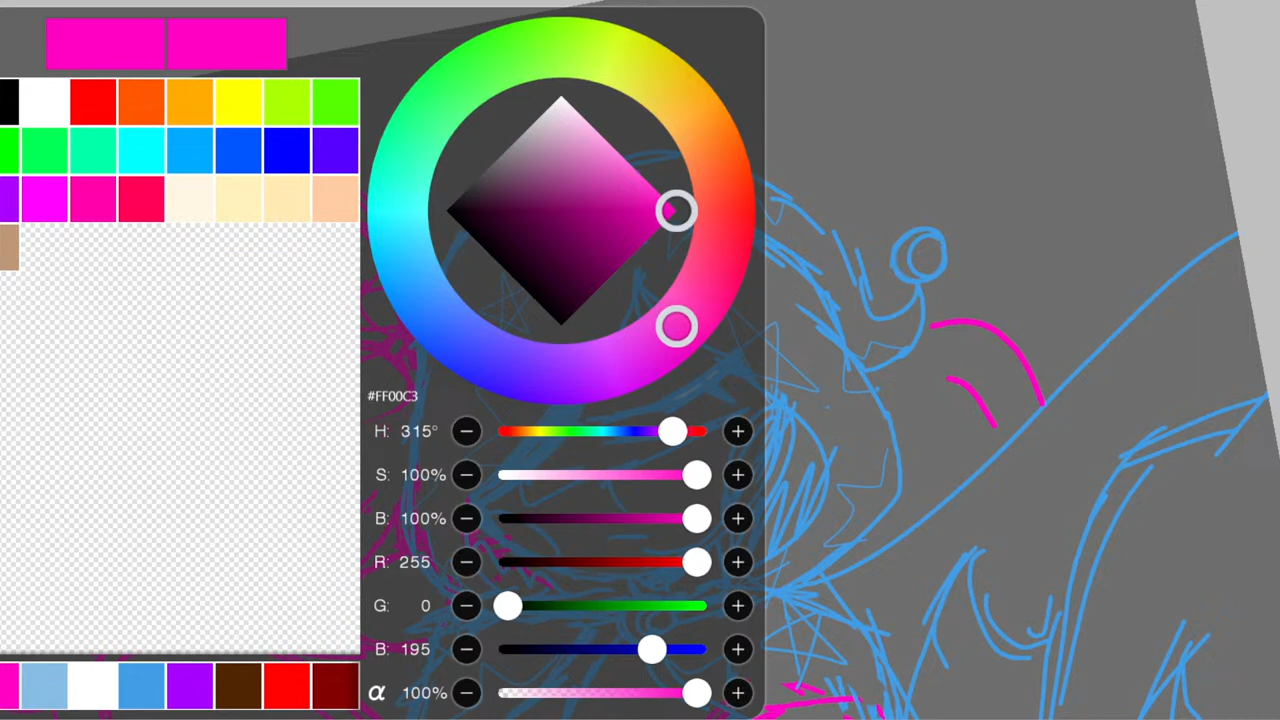 #FF00C3
H: 315°
S: 100%
B: 100%
R: 255
G: 0
B: 195
α 100%